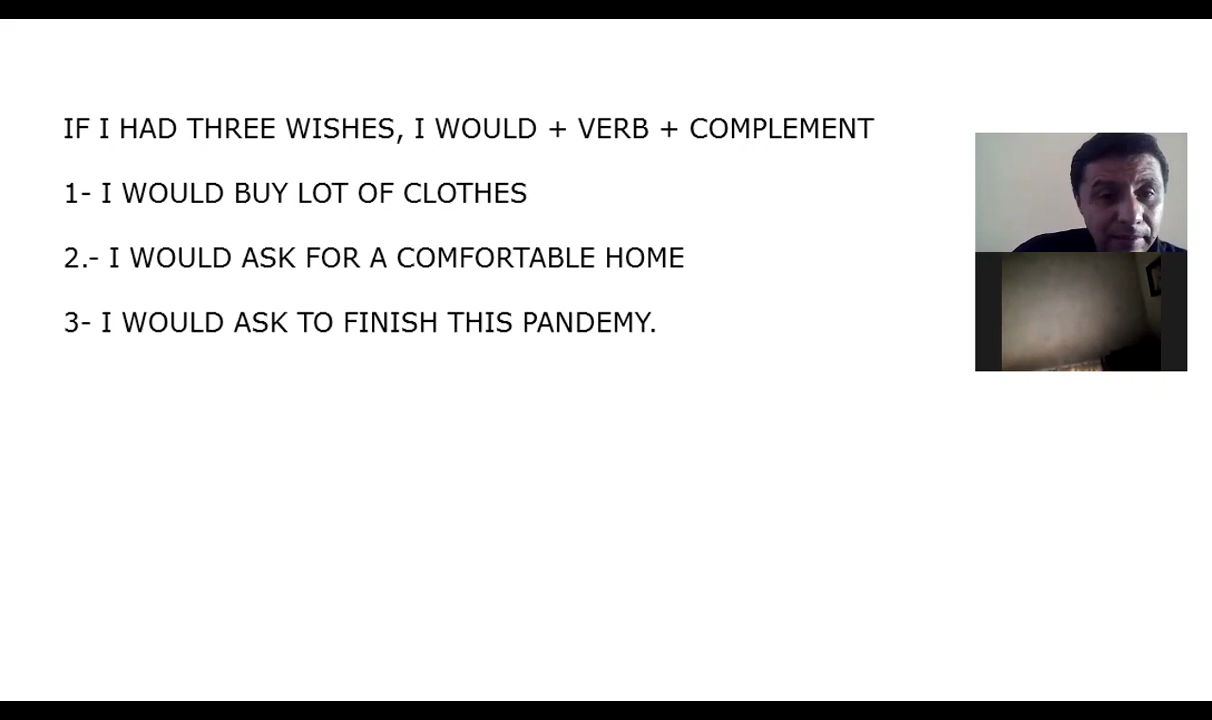 IF I HAD THREE WISHES, I WOULD + VERB + COMPLEMENT
1- I WOULD BUY LOT OF CLOTHES
2.- I WOULD ASK FOR A COMFORTABLE HOME
3- I WOULD ASK TO FINISH THIS PANDEMY.